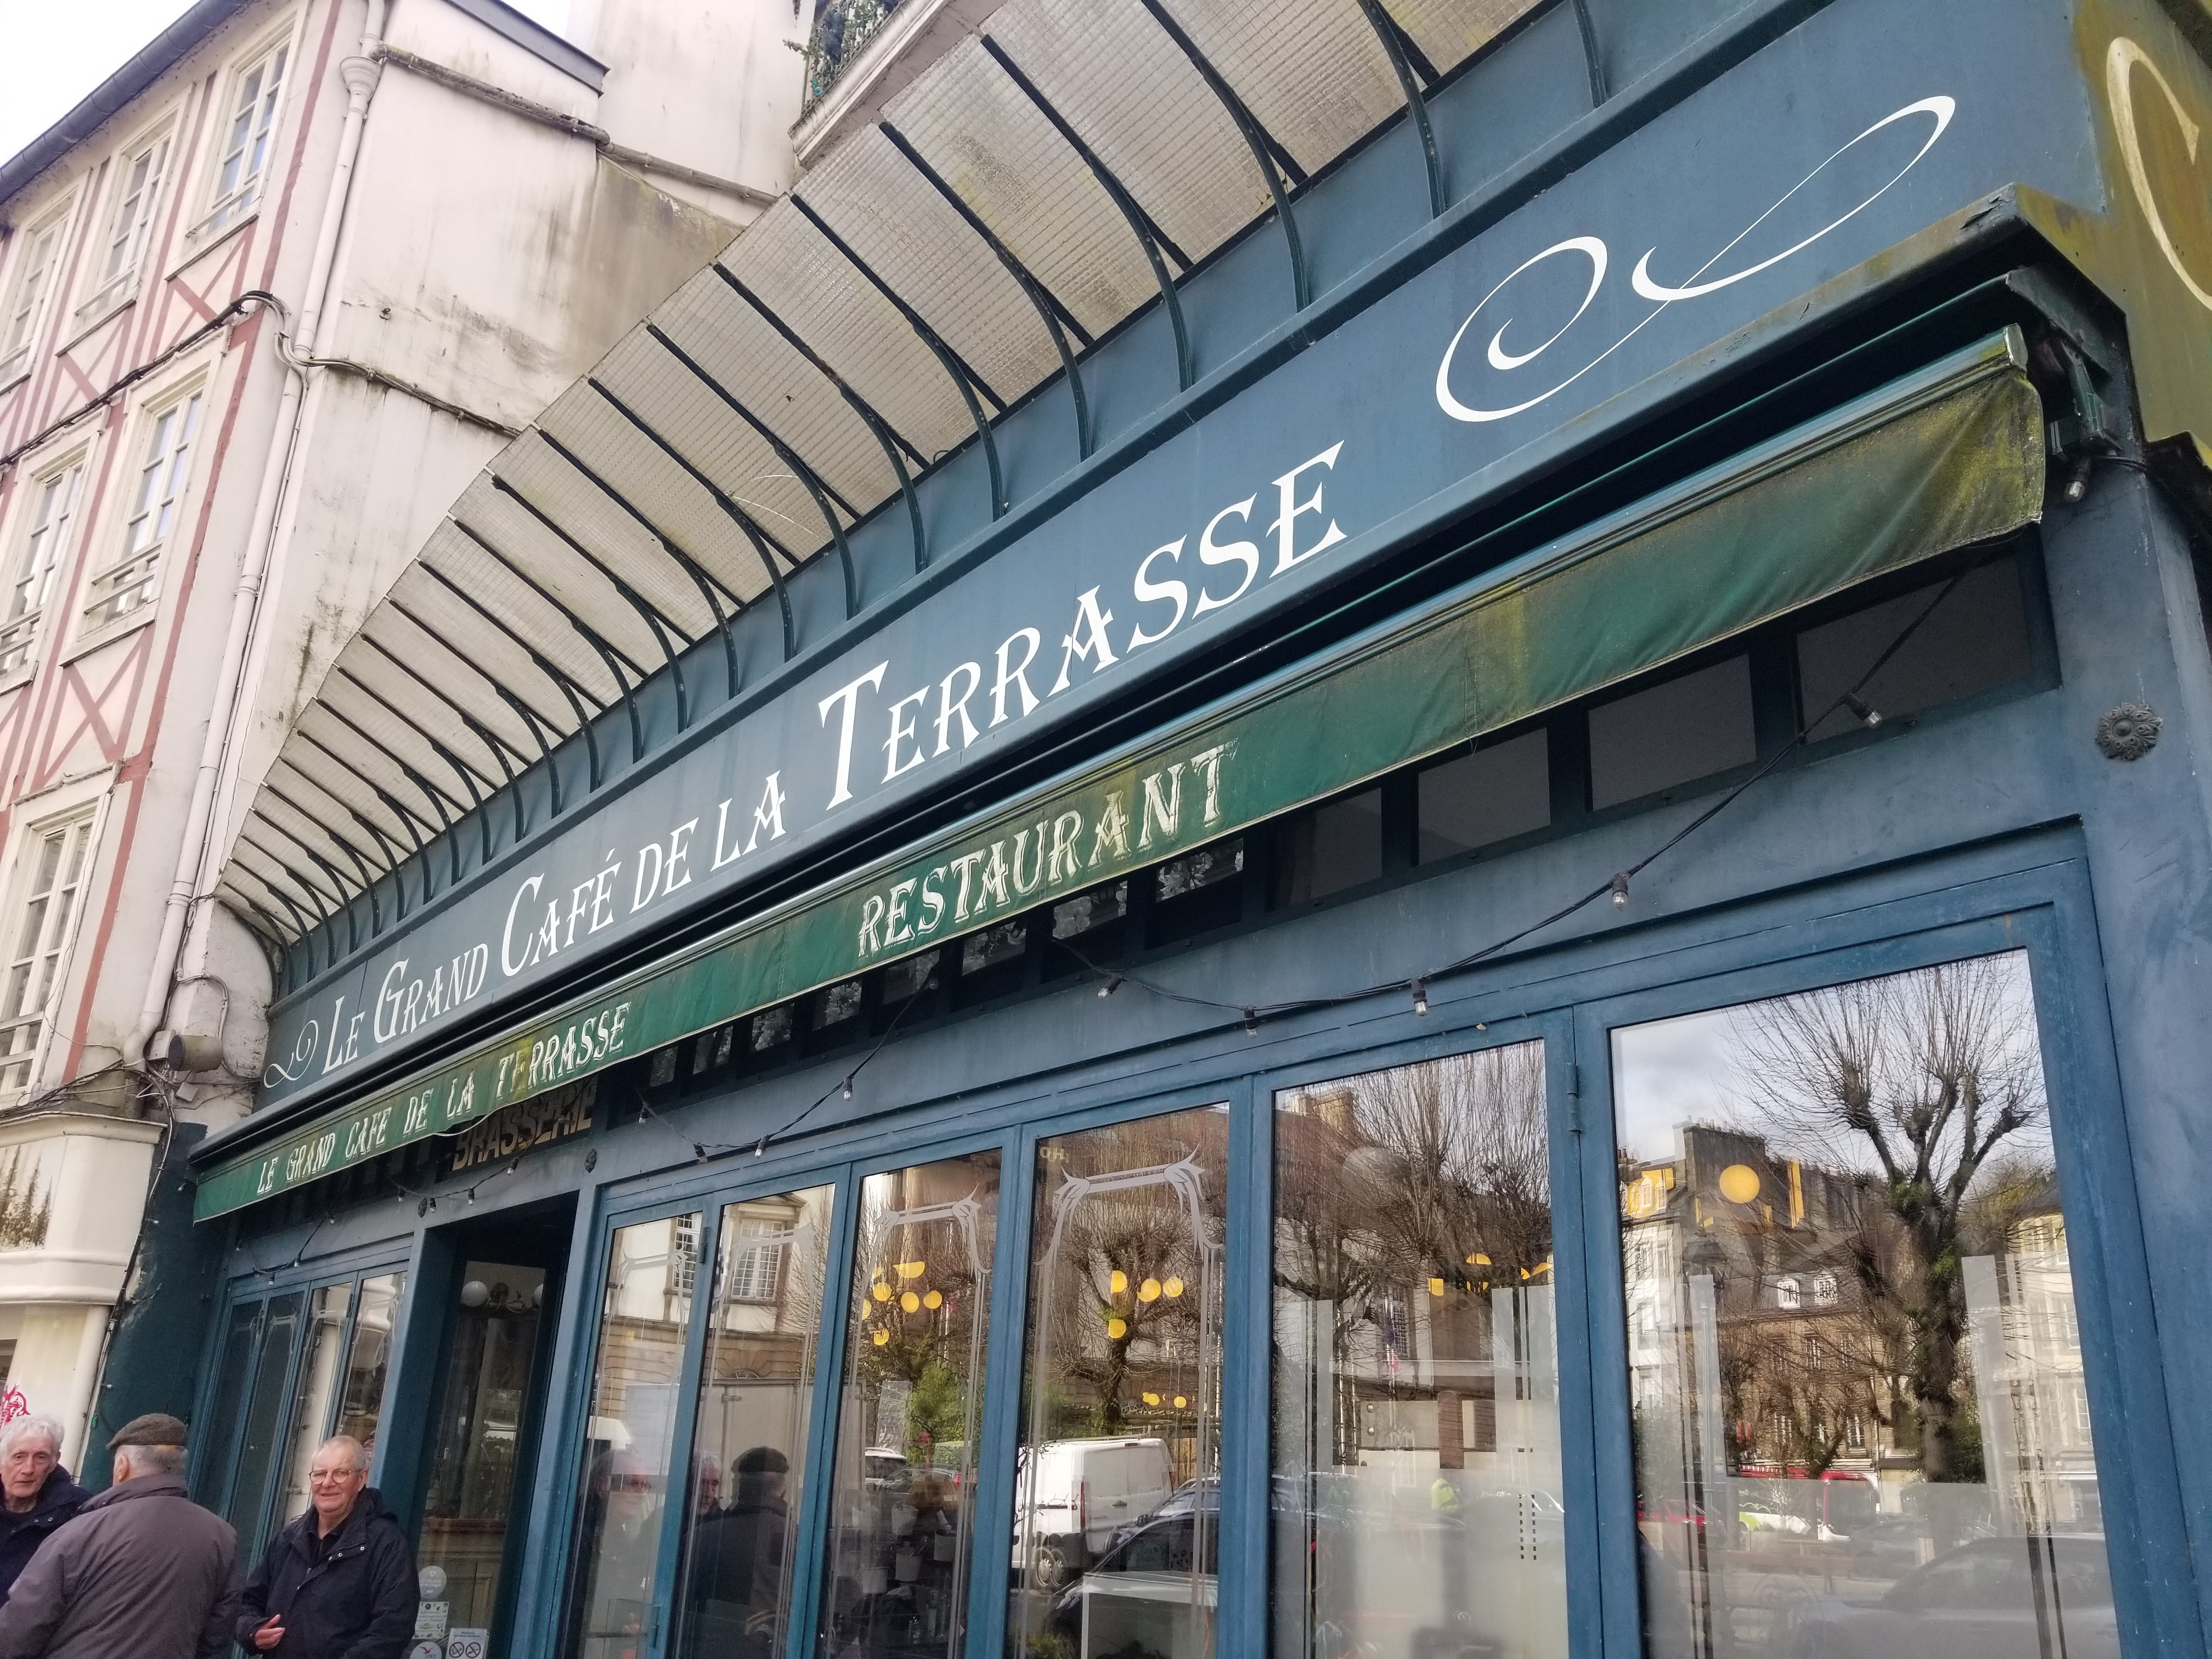 Le Grand Café de la Terrasse
LE GRAND CAFE DE LA TERRASSE
RESTAURANT
BRASSERIE